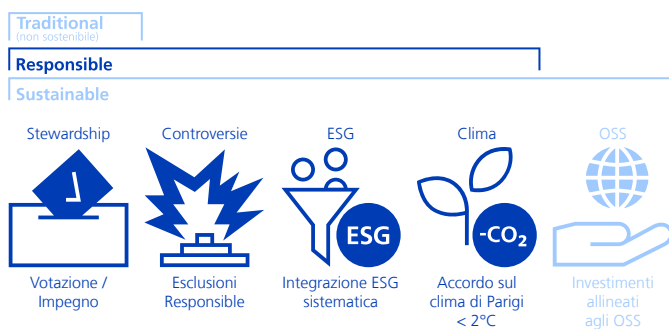 Traditional
(non sostenibile)
Responsible
Sustainable
Stewardship
Controversie
ESG
Clima
OSS
ESG
-CO₂
Votazione /
Impegno
Esclusioni
Responsible
Integrazione ESG
sistematica
Accordo sul
clima di Parigi
< 2°C
Investimenti
allineati
agli OSS